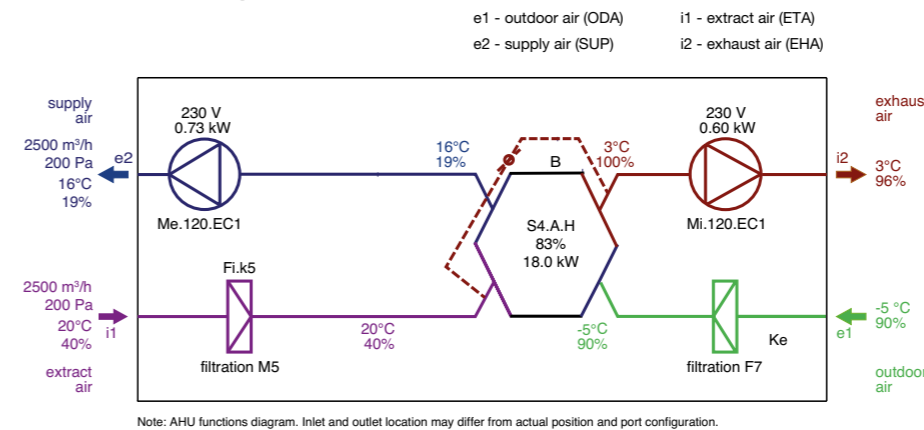 e1 - outdoor air (ODA)
i1 - extract air (ETA)
e2 - supply air (SUP)
i2 - exhaust air (EHA)
supply
air
2500 m³/h
200 Pa
e2
16°C
19%
230 V
0.73 kW
Me.120.EC1
16°C
19%
B
3°C
100%
230 V
0.60 kW
Mi.120.EC1
exhaus
air
i2
3°C
96%
S4.A.H
83%
18.0 kW
2500 m³/h
200 Pa
20°C
40%
i1
extract
air
Fi.k5
filtration M5
20°C
40%
-5°C
90%
filtration F7
Ke
-5 °C
90%
e1
outdoor
air
Note: AHU functions diagram. Inlet and outlet location may differ from actual position and port configuration.